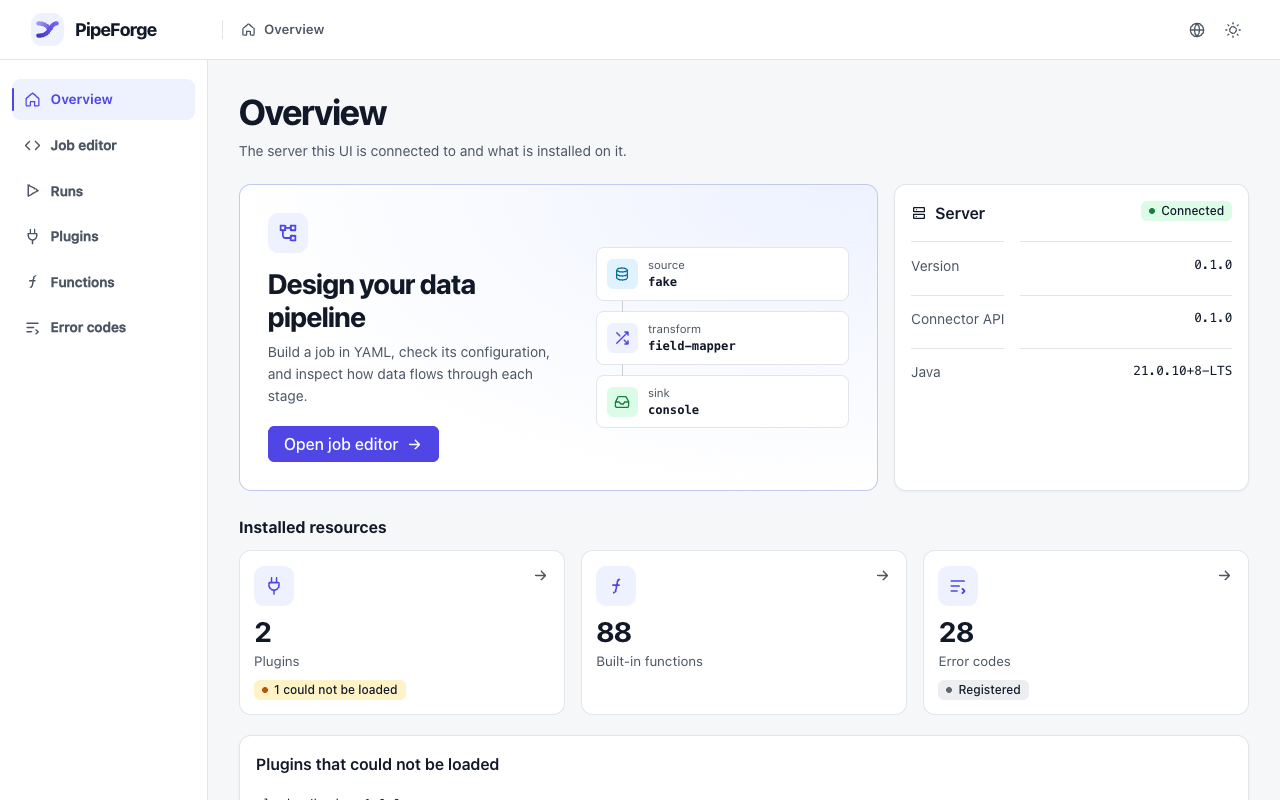 PipeForge
Overview
Overview
Job editor
Runs
Plugins
Functions
Error codes
Overview
The server this UI is connected to and what is installed on it.
Design your data
pipeline
Build a job in YAML, check its configuration,
and inspect how data flows through each
stage.
Open job editor
source
fake
transform
field-mapper
sink
console
Server
Connected
Version
0.1.0
Connector API
0.1.0
Java
21.0.10+8-LTS
Installed resources
2
Plugins
1 could not be loaded
88
Built-in functions
28
Error codes
Registered
Plugins that could not be loaded